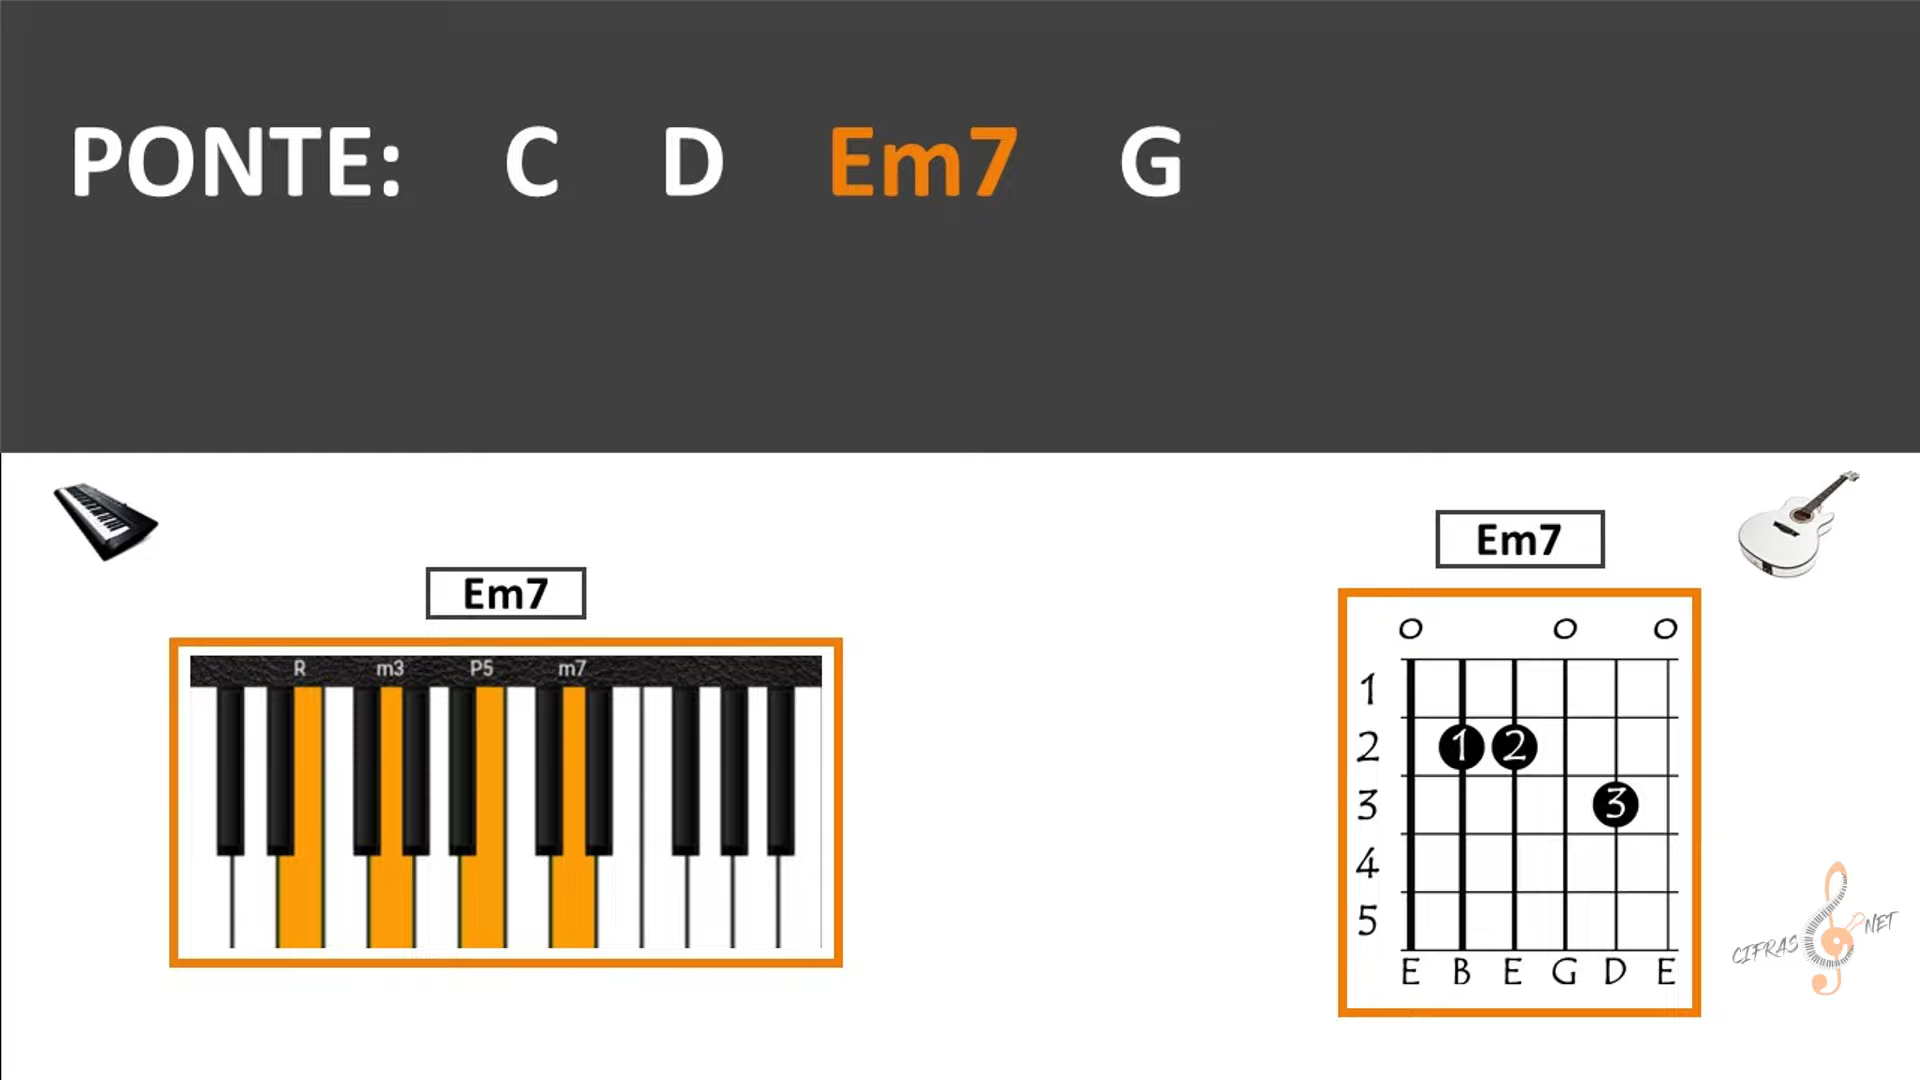 PONTE: C D Em7 G
Em7
R m3 P5 m7
Em7
O O O
1
2
3
4
5
1 2
3
E B E G D E
CIFRAS NET